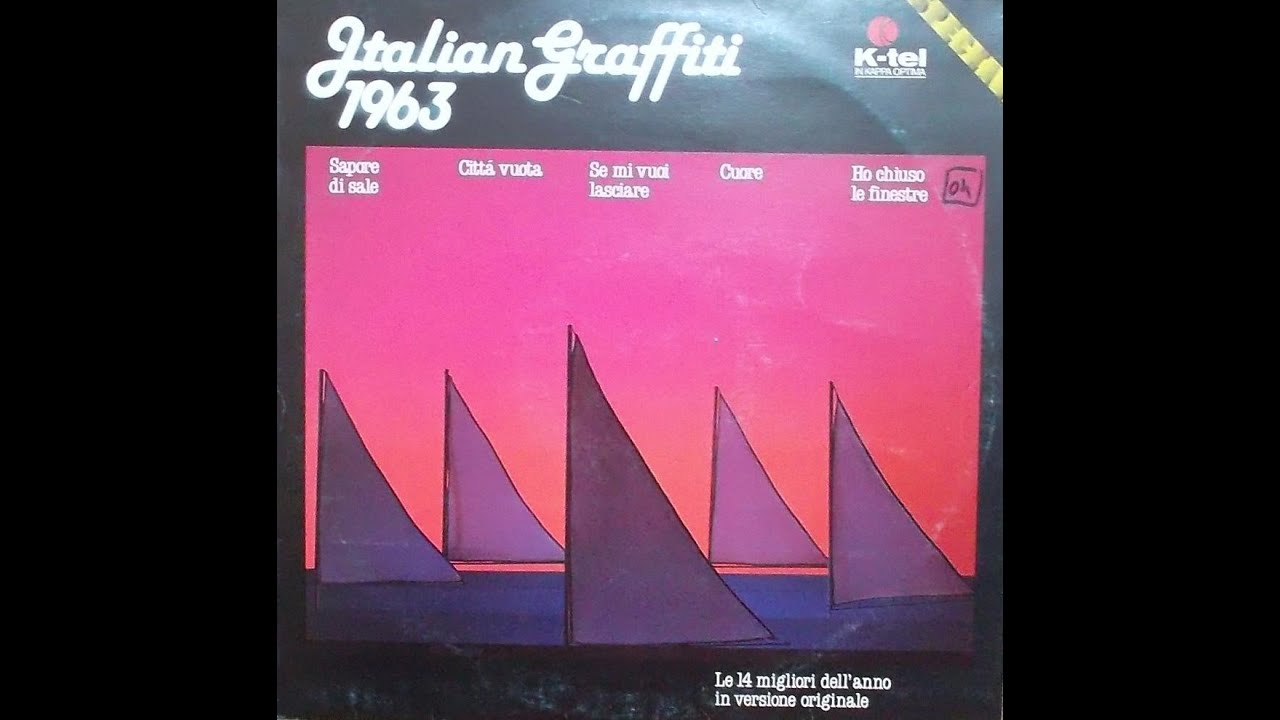 Italian Graffiti
1963
K-tel
IN KAPPA OPTIMA
Sapore
di sale
Cittá vuota
Se mi vuoi
lasciare
Cuore
Ho chiuso
le finestre
04
Le 14 migliori dell'anno
in versione originale